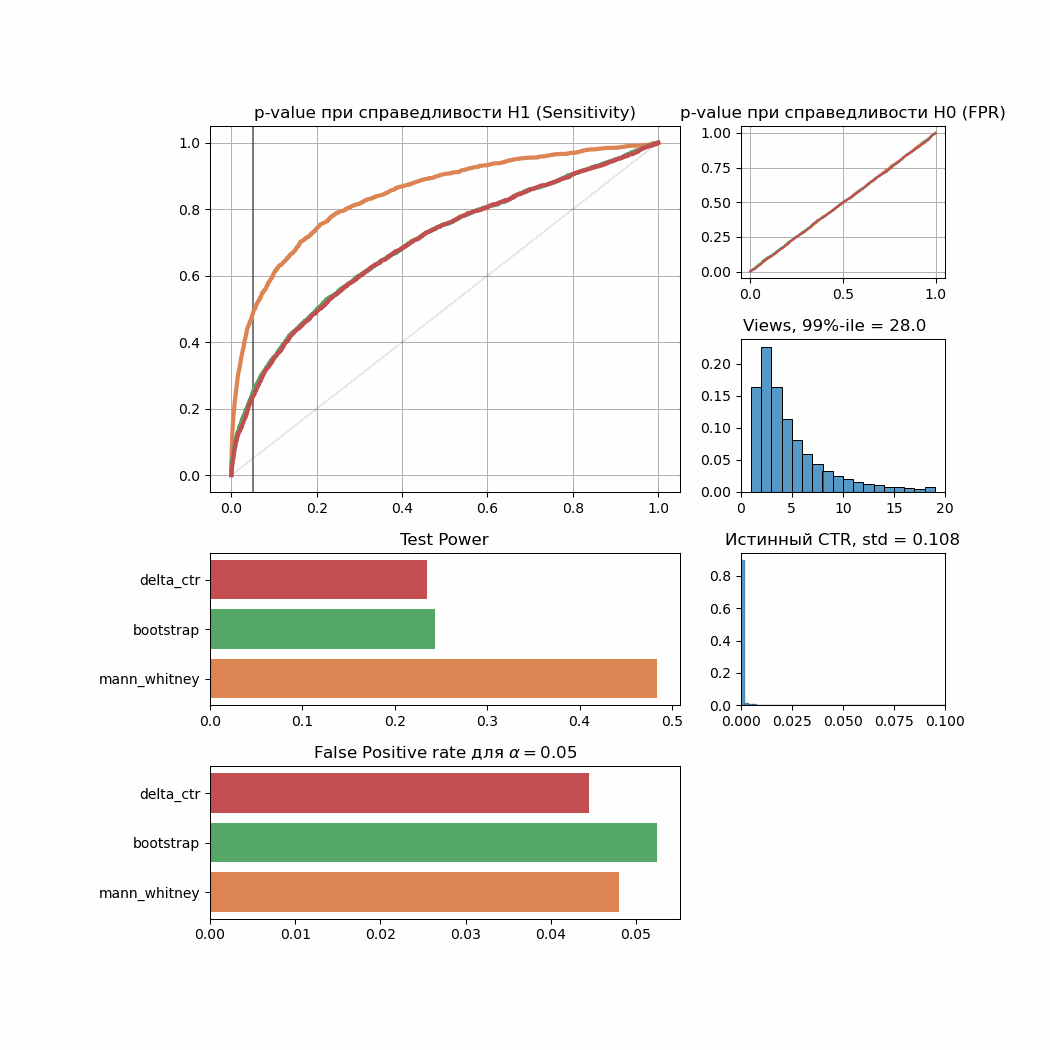 p-value при справедливости H1 (Sensitivity)
1.0
0.8
0.6
0.4
0.2
0.0
0.0 0.2 0.4 0.6 0.8 1.0
p-value при справедливости H0 (FPR)
1.00
0.75
0.50
0.25
0.00
0.0 0.5 1.0
Views, 99%-ile = 28.0
0.20
0.15
0.10
0.05
0.00
0 5 10 15 20
Test Power
delta_ctr
bootstrap
mann_whitney
0.0 0.1 0.2 0.3 0.4 0.5
Истинный CTR, std = 0.108
0.8
0.6
0.4
0.2
0.0
0.000 0.025 0.050 0.075 0.100
False Positive rate для α = 0.05
delta_ctr
bootstrap
mann_whitney
0.00 0.01 0.02 0.03 0.04 0.05